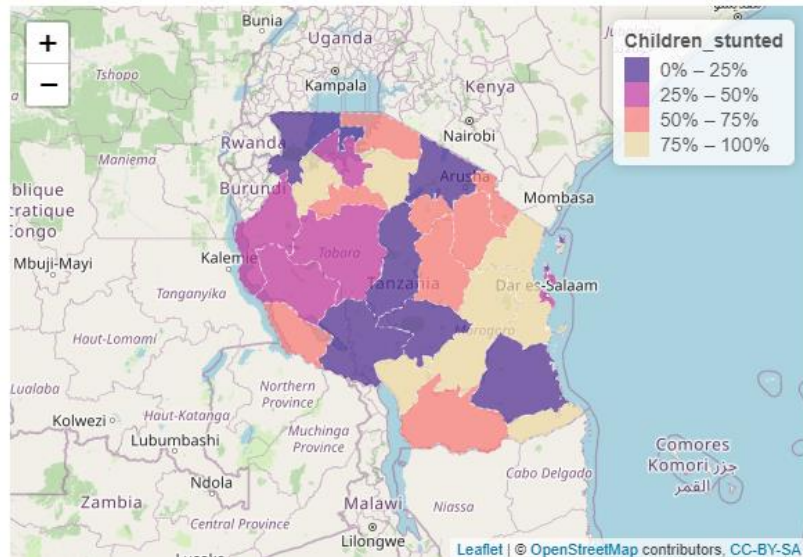 +
−
Children_stunted
0% – 25%
25% – 50%
50% – 75%
75% – 100%
Bunia
Uganda
Tshopo
Kampala
Kenya
Nairobi
Rwanda
Maniema
Burundi
Arusha
blique
cratique
Congo
Mombasa
Kalemie
Tabora
Mbuji-Mayi
Tanzania
Dar es-Salaam
Tanganyika
Morogoro
Haut-Lomami
Lualaba
Northern
Province
Haut-Katanga
Kolwezi
Muchinga
Province
Lubumbashi
Comores
Komori جزر
القمر
Cabo Delgado
Ndola
Zambia
Malawi
Niassa
Central Province
Lilongwe
Leaflet | © OpenStreetMap contributors, CC-BY-SA